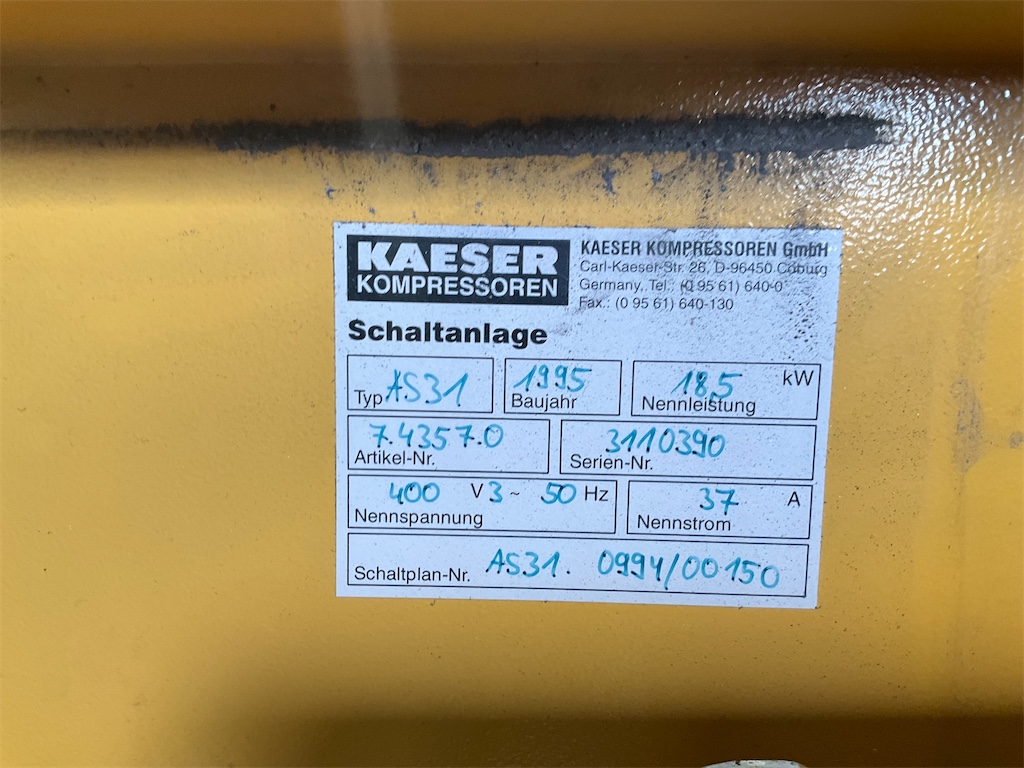 KAESER
KOMPRESSOREN
KAESER KOMPRESSOREN GmbH
Carl-Kaeser-Str. 26, D-96450 Coburg
Germany, Tel.: (0 95 61) 640-0
Fax.: (0 95 61) 640-130
Schaltanlage
Typ AS31
1995 Baujahr
18,5 kW Nennleistung
7.4357.0 Artikel-Nr.
3110390 Serien-Nr.
400 V 3 ~ 50 Hz
Nennspannung
37 A
Nennstrom
Schaltplan-Nr. AS31. 0994/00150